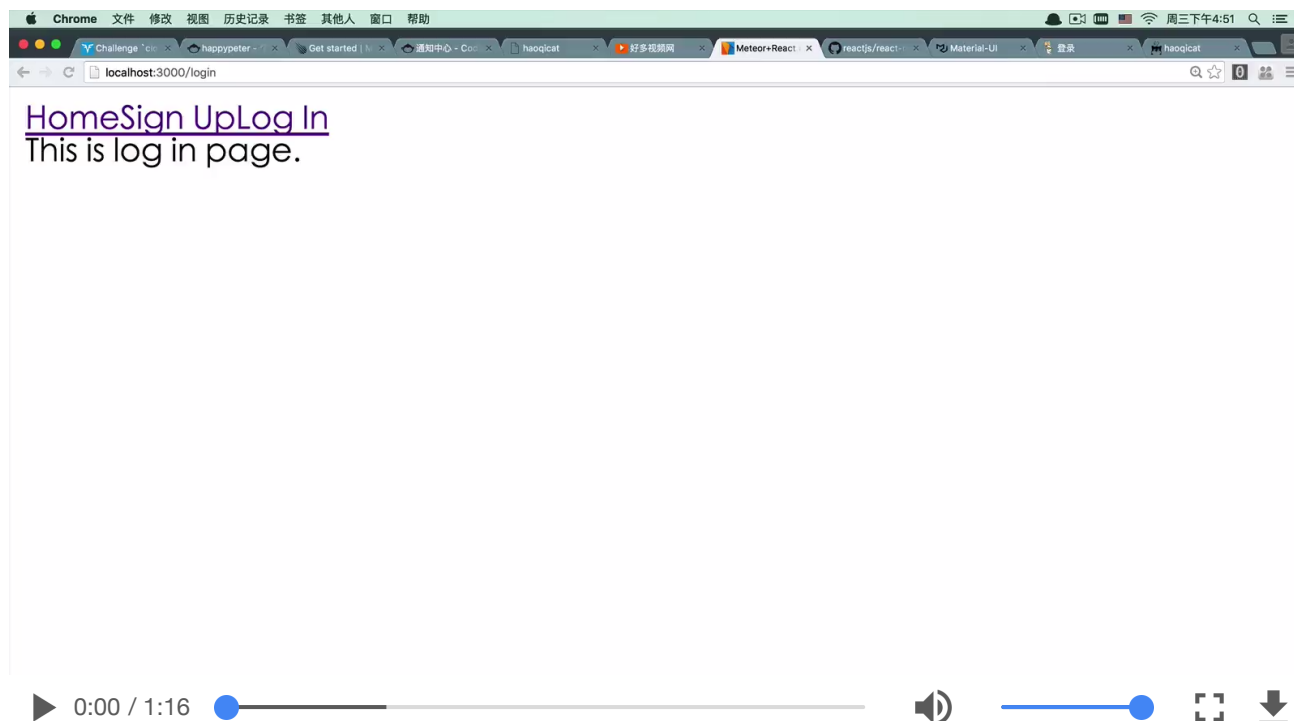 Chrome 文件 修改 视图 历史记录 书签 其他人 窗口 帮助 周三下午4:51
Challenge happypeter - Get started | 通知中心 - Co haoqicat 好多视频网 Meteor+React reactjs/react- Material-UI 登录 haoqicat
localhost:3000/login
HomeSign UpLog In
This is log in page.
0:00 / 1:16